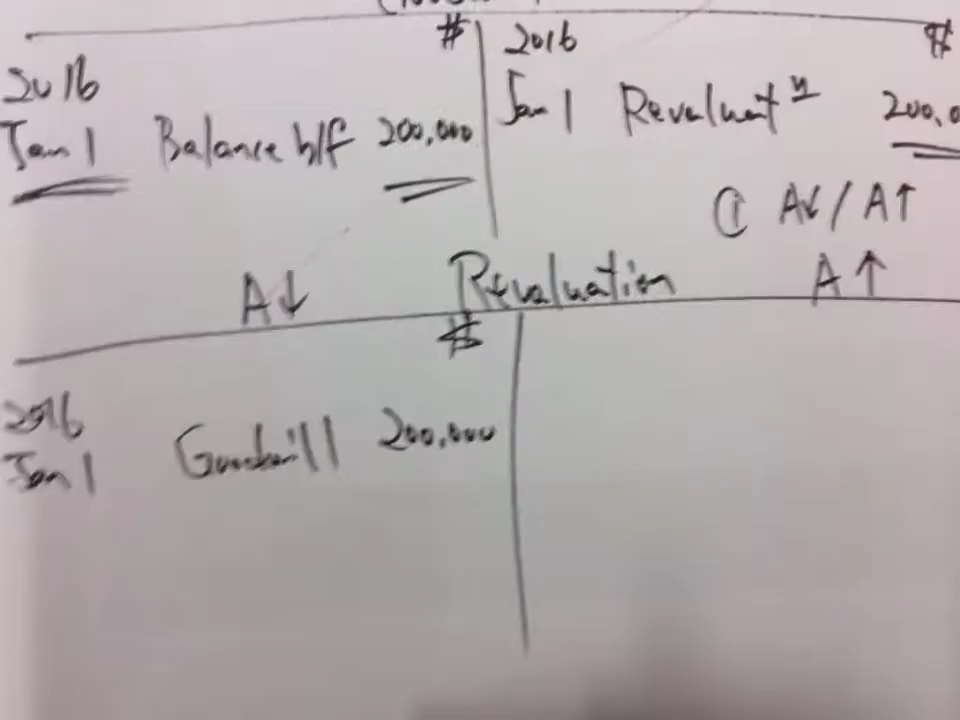 $ 2016 $
2016
Jan 1 Balance b/f 200,000 Jan 1 Revaluatⁿ 200,0
① A↓ / A↑
A↓ Revaluation A↑
$
2016
Jan 1 Goodwill 200,000